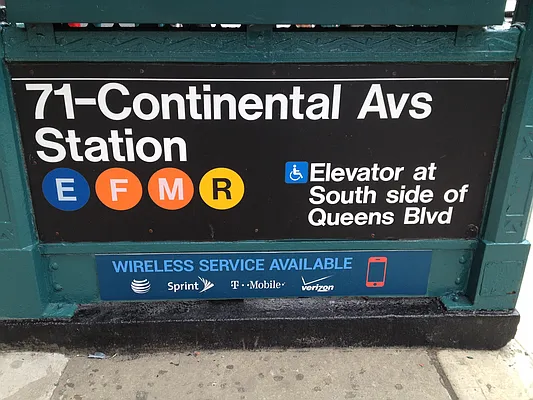 71-Continental Avs
Station
E F M R
Elevator at
South side of
Queens Blvd
WIRELESS SERVICE AVAILABLE
Sprint T··Mobile· verizon